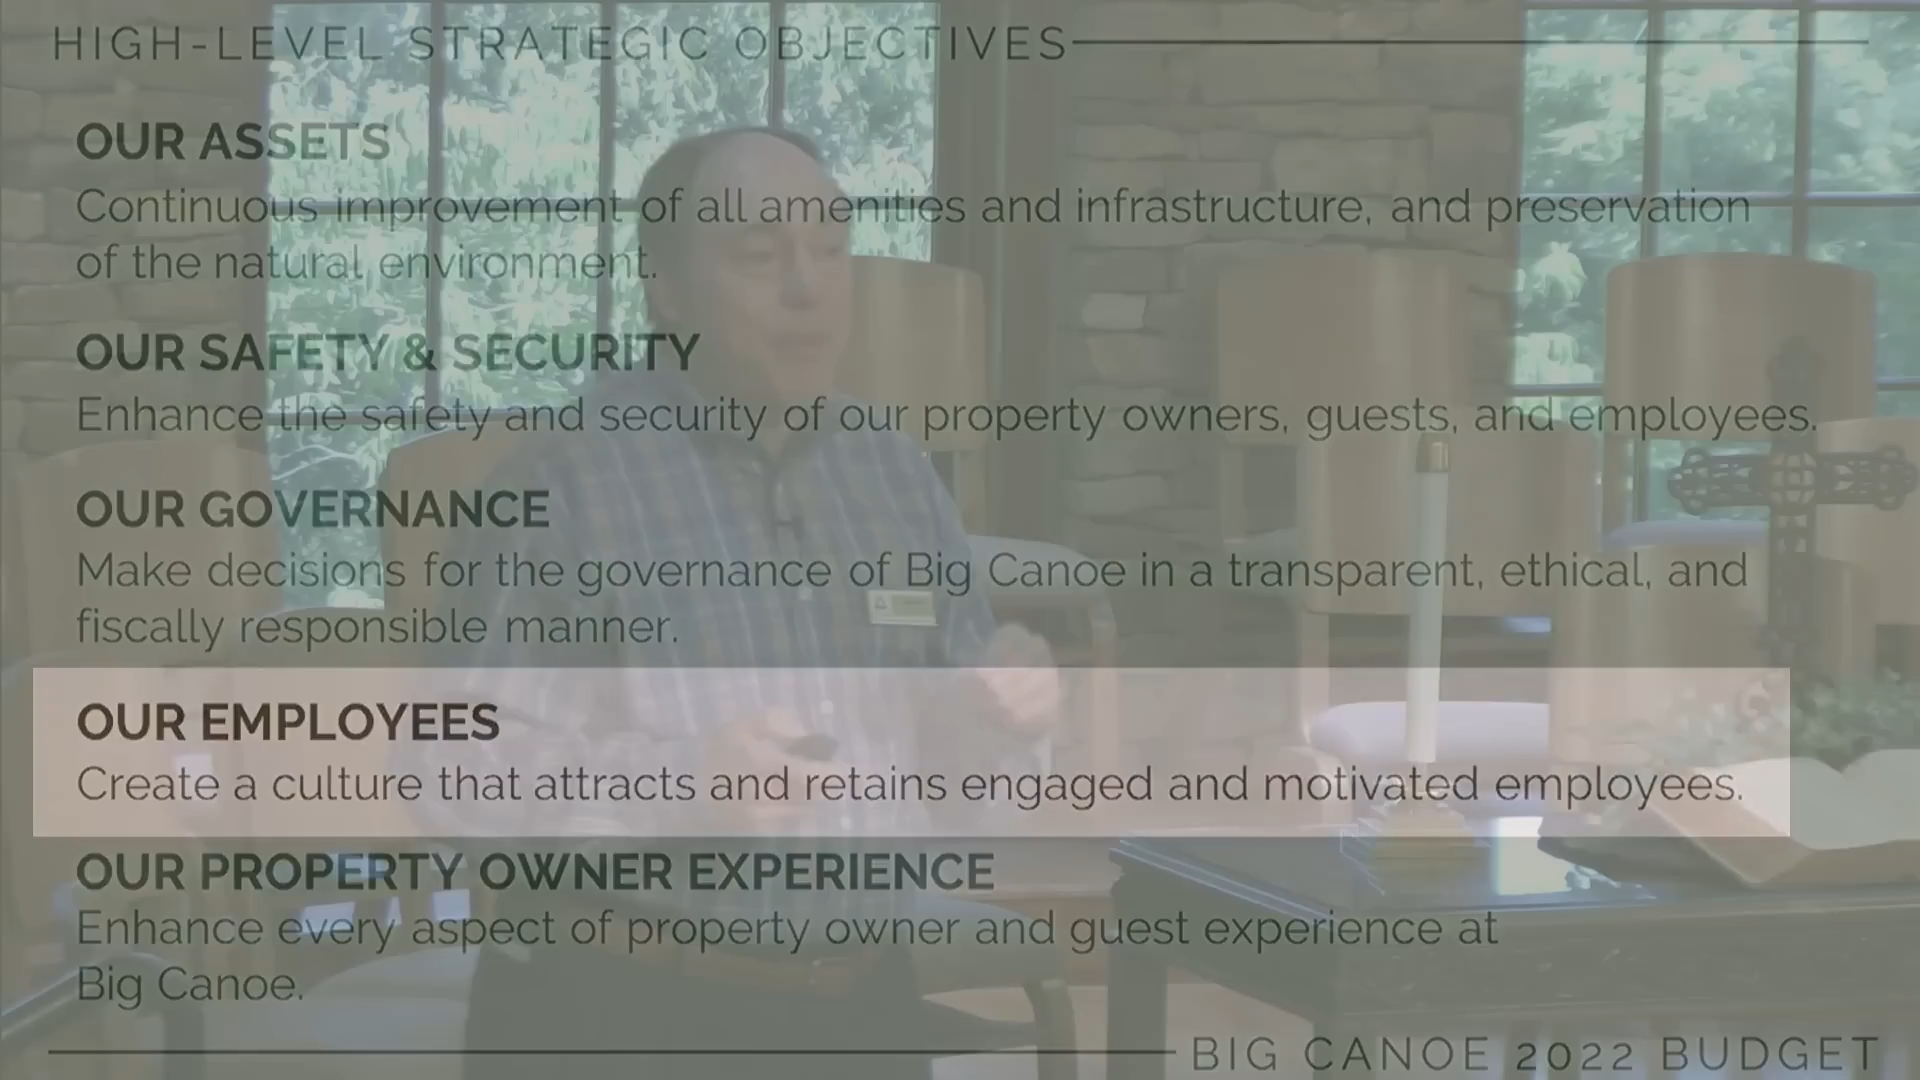 HIGH-LEVEL STRATEGIC OBJECTIVES
OUR ASSETS
Continuous improvement of all amenities and infrastructure, and preservation
of the natural environment.
OUR SAFETY & SECURITY
Enhance the safety and security of our property owners, guests, and employees.
OUR GOVERNANCE
Make decisions for the governance of Big Canoe in a transparent, ethical, and
fiscally responsible manner.
OUR EMPLOYEES
Create a culture that attracts and retains engaged and motivated employees.
OUR PROPERTY OWNER EXPERIENCE
Enhance every aspect of property owner and guest experience at
Big Canoe.
BIG CANOE 2022 BUDGET